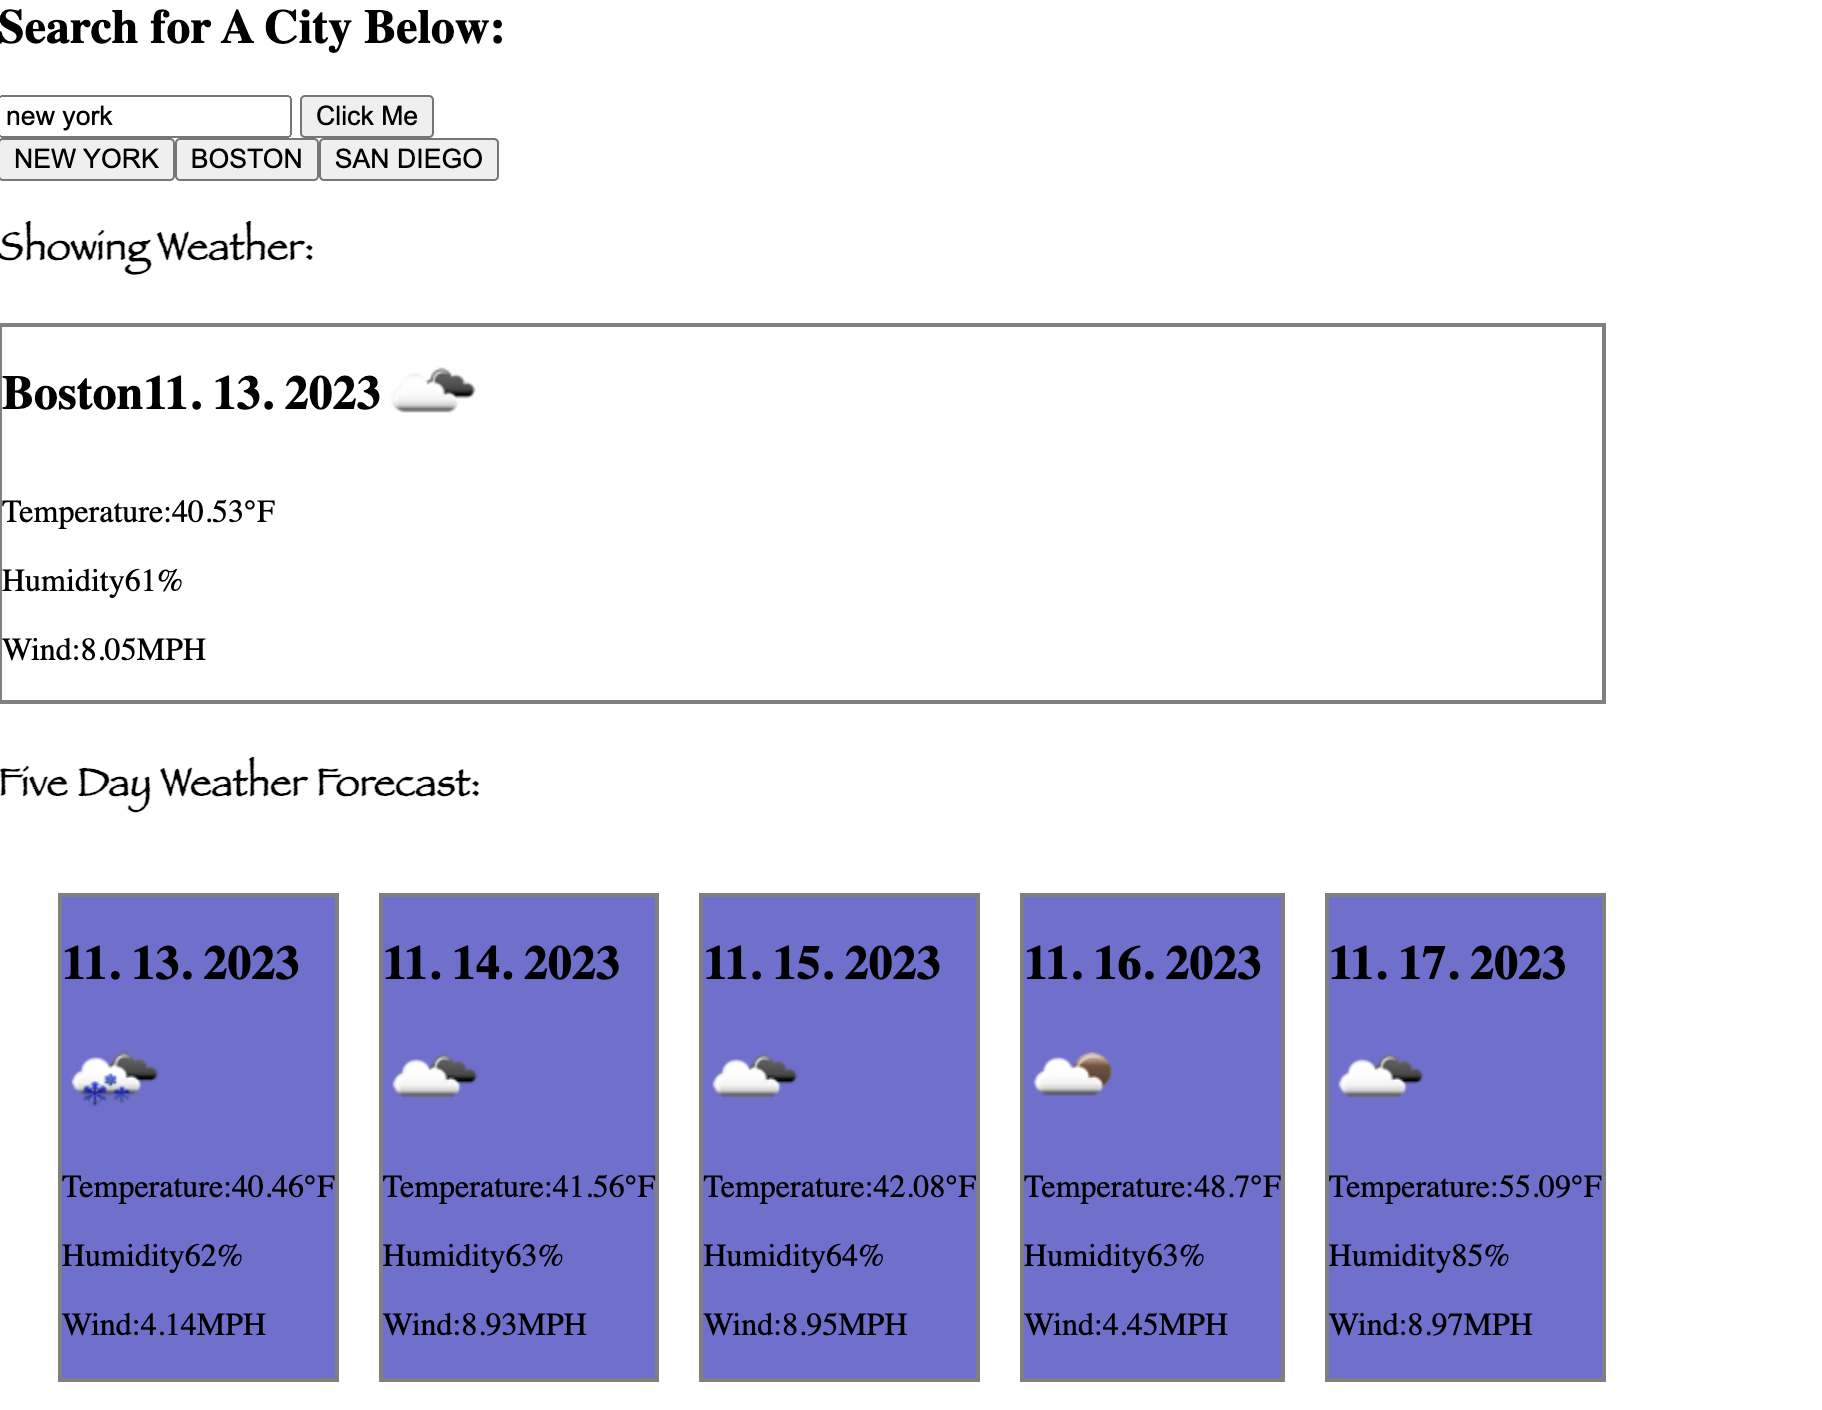 Search for A City Below:
new york Click Me
NEW YORK BOSTON SAN DIEGO
Showing Weather:
Boston11. 13. 2023
Temperature:40.53°F
Humidity61%
Wind:8.05MPH
Five Day Weather Forecast:
11. 13. 2023
Temperature:40.46°F
Humidity62%
Wind:4.14MPH
11. 14. 2023
Temperature:41.56°F
Humidity63%
Wind:8.93MPH
11. 15. 2023
Temperature:42.08°F
Humidity64%
Wind:8.95MPH
11. 16. 2023
Temperature:48.7°F
Humidity63%
Wind:4.45MPH
11. 17. 2023
Temperature:55.09°F
Humidity85%
Wind:8.97MPH